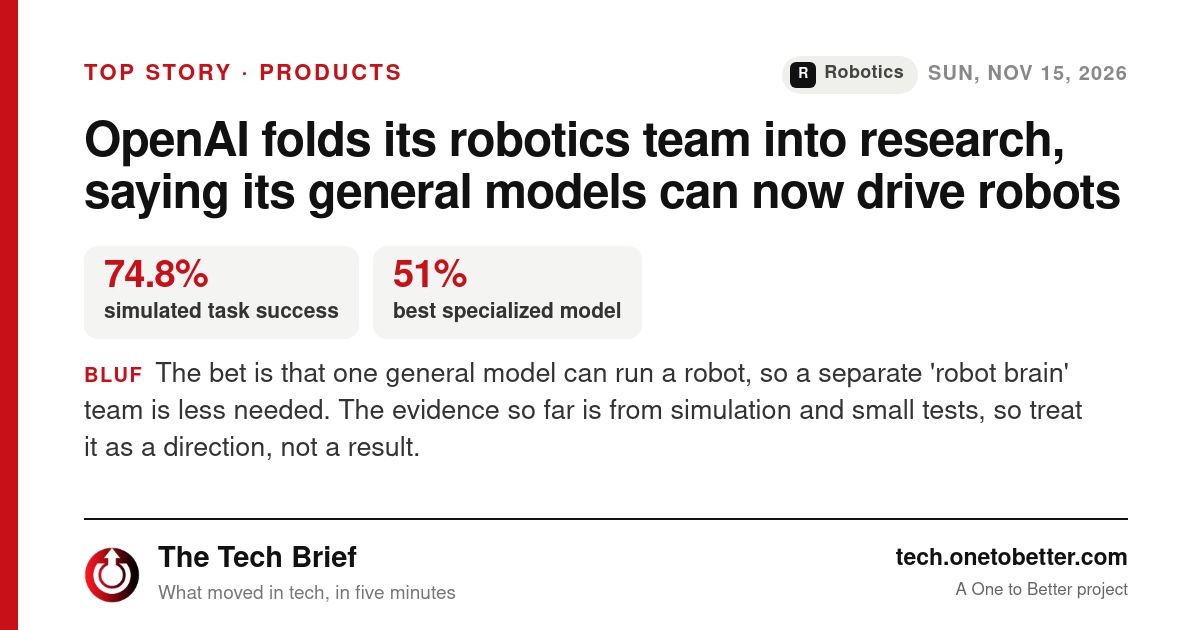 TOP STORY · PRODUCTS
R Robotics
SUN, NOV 15, 2026
OpenAI folds its robotics team into research,
saying its general models can now drive robots
74.8%
simulated task success
51%
best specialized model
BLUF The bet is that one general model can run a robot, so a separate 'robot brain'
team is less needed. The evidence so far is from simulation and small tests, so treat
it as a direction, not a result.
The Tech Brief
What moved in tech, in five minutes
tech.onetobetter.com
A One to Better project